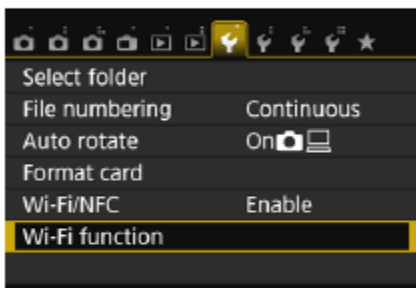 Select folder
File numbering Continuous
Auto rotate On
Format card
Wi-Fi/NFC Enable
Wi-Fi function